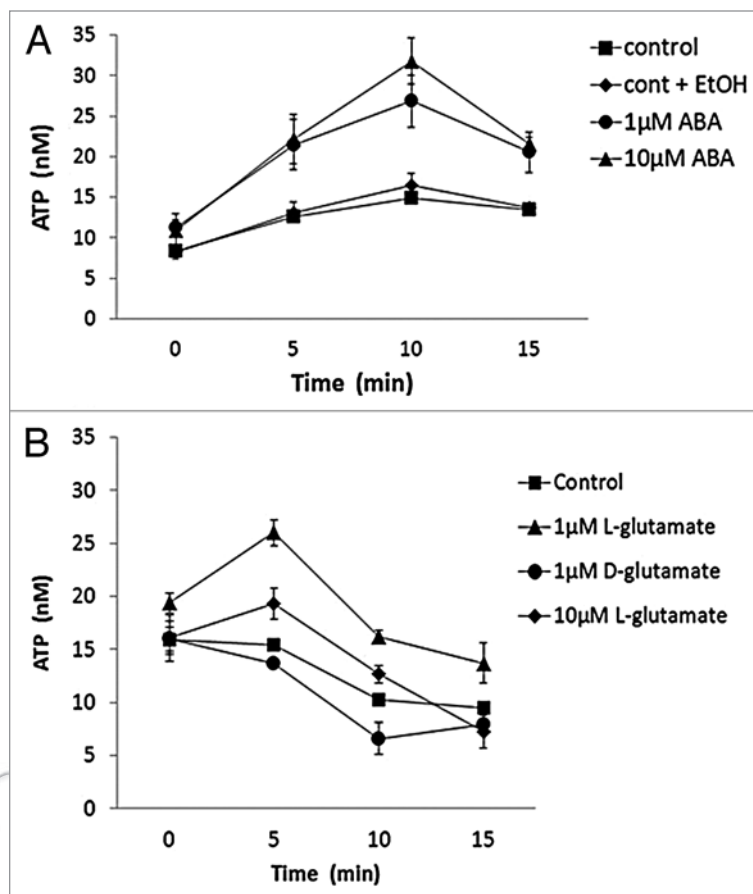 A
ATP (nM)
35
30
25
20
15
10
5
0
0 5 10 15
Time (min)
control
cont + EtOH
1µM ABA
10µM ABA
B
ATP (nM)
35
30
25
20
15
10
5
0
0 5 10 15
Time (min)
Control
1µM L-glutamate
1µM D-glutamate
10µM L-glutamate